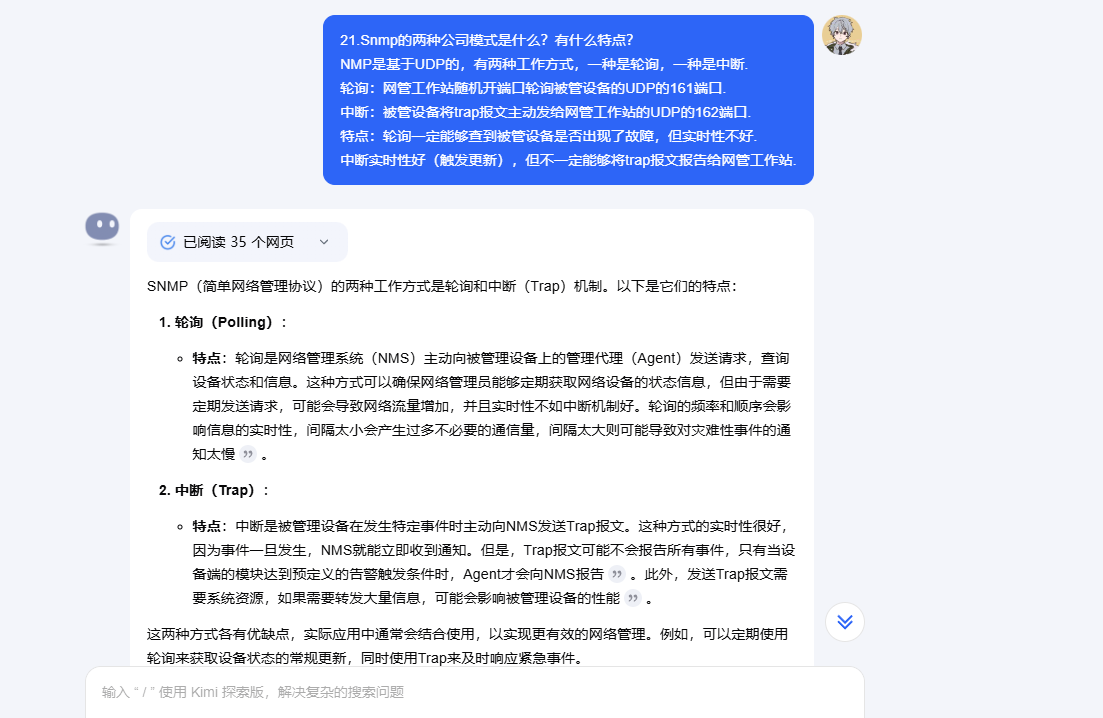 21.Snmp的两种公司模式是什么？有什么特点？
NMP是基于UDP的，有两种工作方式，一种是轮询，一种是中断.
轮询：网管工作站随机开端口轮询被管设备的UDP的161端口.
中断：被管设备将trap报文主动发给网管工作站的UDP的162端口.
特点：轮询一定能够查到被管设备是否出现了故障，但实时性不好.
中断实时性好（触发更新），但不一定能够将trap报文报告给网管工作站.
已阅读 35 个网页
SNMP（简单网络管理协议）的两种工作方式是轮询和中断（Trap）机制。以下是它们的特点：
1. 轮询（Polling）：
特点：轮询是网络管理系统（NMS）主动向被管理设备上的管理代理（Agent）发送请求，查询
设备状态和信息。这种方式可以确保网络管理员能够定期获取网络设备的状态信息，但由于需要
定期发送请求，可能会导致网络流量增加，并且实时性不如中断机制好。轮询的频率和顺序会影
响信息的实时性，间隔太小会产生过多不必要的通信量，间隔太大则可能导致对灾难性事件的通
知太慢 ” 。
2. 中断（Trap）：
特点：中断是被管理设备在发生特定事件时主动向NMS发送Trap报文。这种方式的实时性很好，
因为事件一旦发生，NMS就能立即收到通知。但是，Trap报文可能不会报告所有事件，只有当设
备端的模块达到预定义的告警触发条件时，Agent才会向NMS报告 ” 。此外，发送Trap报文需
要系统资源，如果需要转发大量信息，可能会影响被管理设备的性能 ” 。
这两种方式各有优缺点，实际应用中通常会结合使用，以实现更有效的网络管理。例如，可以定期使用
轮询来获取设备状态的常规更新，同时使用Trap来及时响应紧急事件。
输入 “ / ” 使用 Kimi 探索版，解决复杂的搜索问题